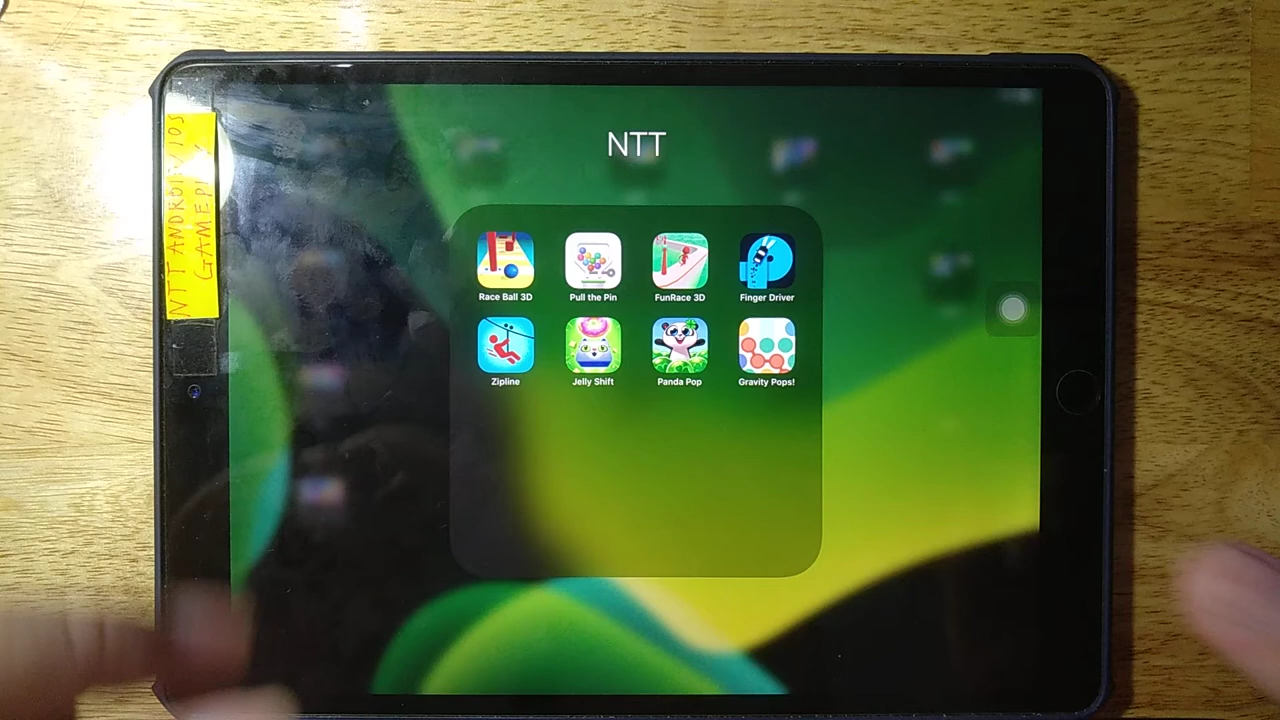 NTT ANDROID/IOS
GAMEPLAY
NTT
Race Ball 3D
Pull the Pin
FunRace 3D
Finger Driver
Zipline
Jelly Shift
Panda Pop
Gravity Pops!